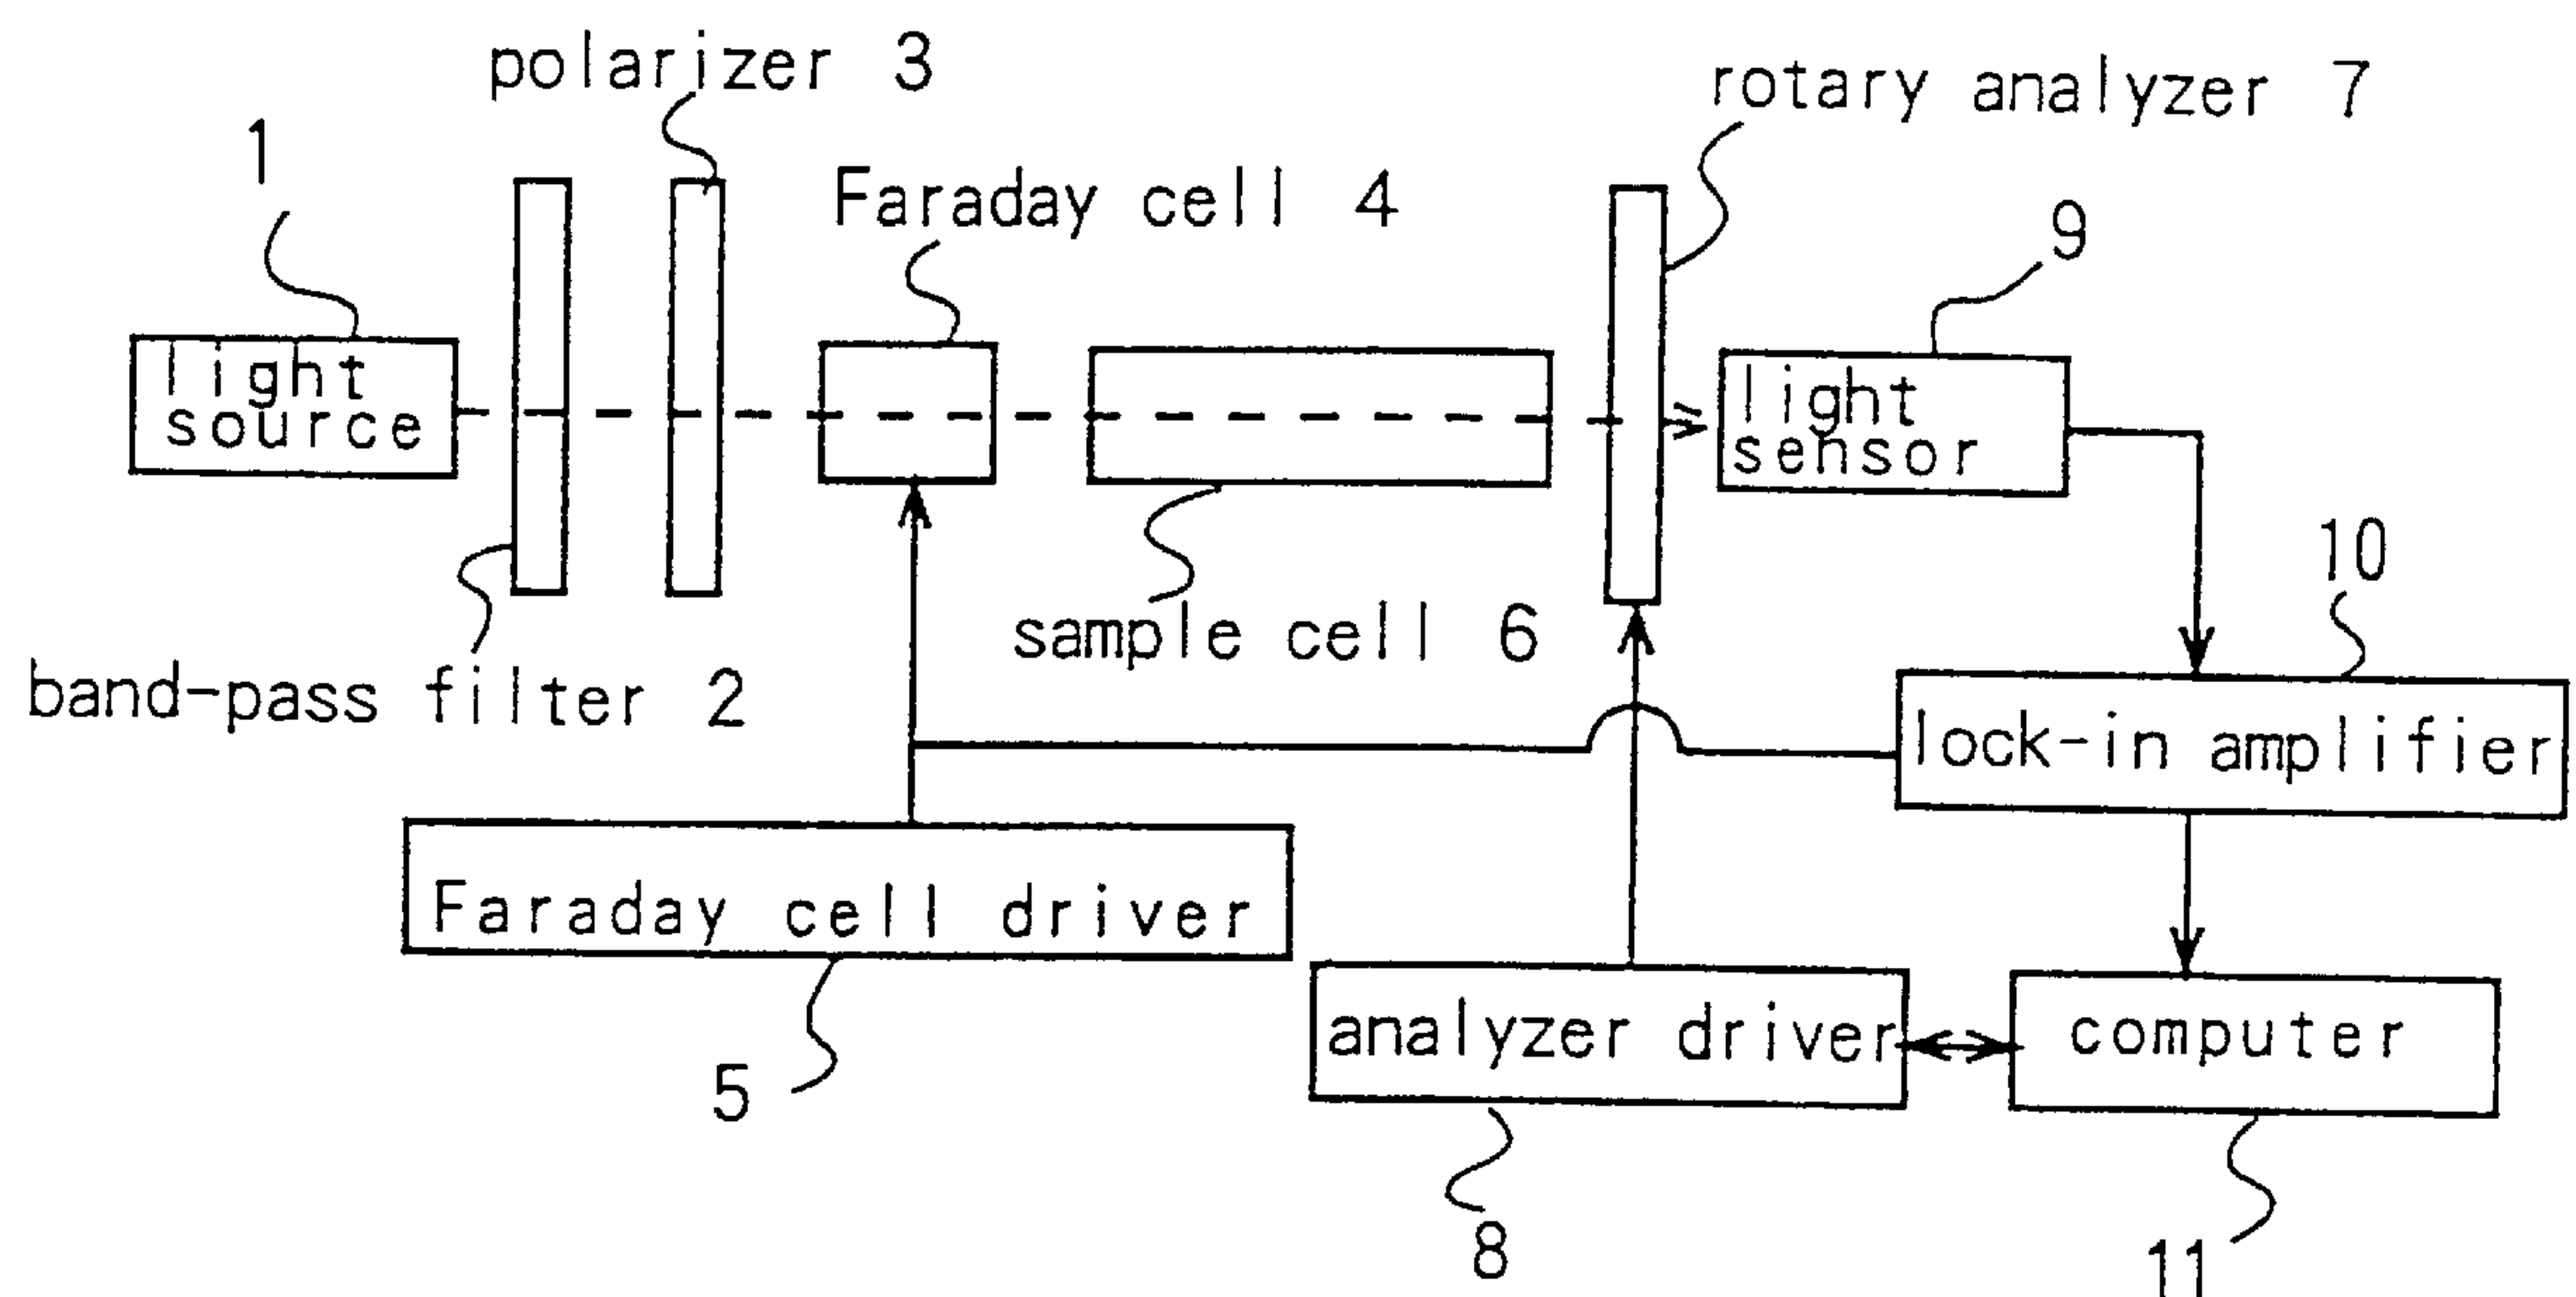 polarizer 3
rotary analyzer 7
1
Faraday cell 4
9
light
source
light
sensor
10
sample cell 6
band-pass filter 2
lock-in amplifier
Faraday cell driver
analyzer driver
computer
5
8
11